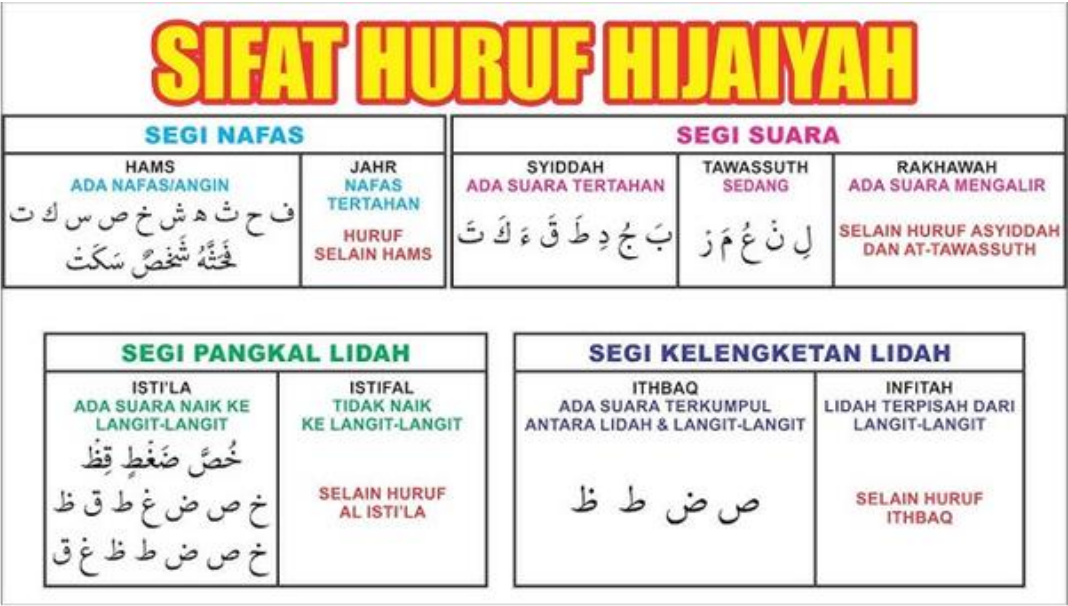 SIFAT HURUF HIJAIYAH
SEGI NAFAS
HAMS
ADA NAFAS/ANGIN
ف ح ث ه ش خ ص س ك ت
فَحَثَّهُ شَخْصٌ سَكَتْ
JAHR
NAFAS
TERTAHAN
HURUF
SELAIN HAMS
SEGI SUARA
SYIDDAH
ADA SUARA TERTAHAN
بَ جُ دِ طَ قَ ءَ كَ تَ
TAWASSUTH
SEDANG
لِ نْ عُ مَ رْ
RAKHAWAH
ADA SUARA MENGALIR
SELAIN HURUF ASYIDDAH
DAN AT-TAWASSUTH
SEGI PANGKAL LIDAH
ISTI'LA
ADA SUARA NAIK KE
LANGIT-LANGIT
خُصَّ ضَغْطٍ قِظْ
خ ص ض غ ط ق ظ
خ ص ض ط ظ غ ق
ISTIFAL
TIDAK NAIK
KE LANGIT-LANGIT
SELAIN HURUF
AL ISTI'LA
SEGI KELENGKETAN LIDAH
ITHBAQ
ADA SUARA TERKUMPUL
ANTARA LIDAH & LANGIT-LANGIT
ص ض ط ظ
INFITAH
LIDAH TERPISAH DARI
LANGIT-LANGIT
SELAIN HURUF
ITHBAQ